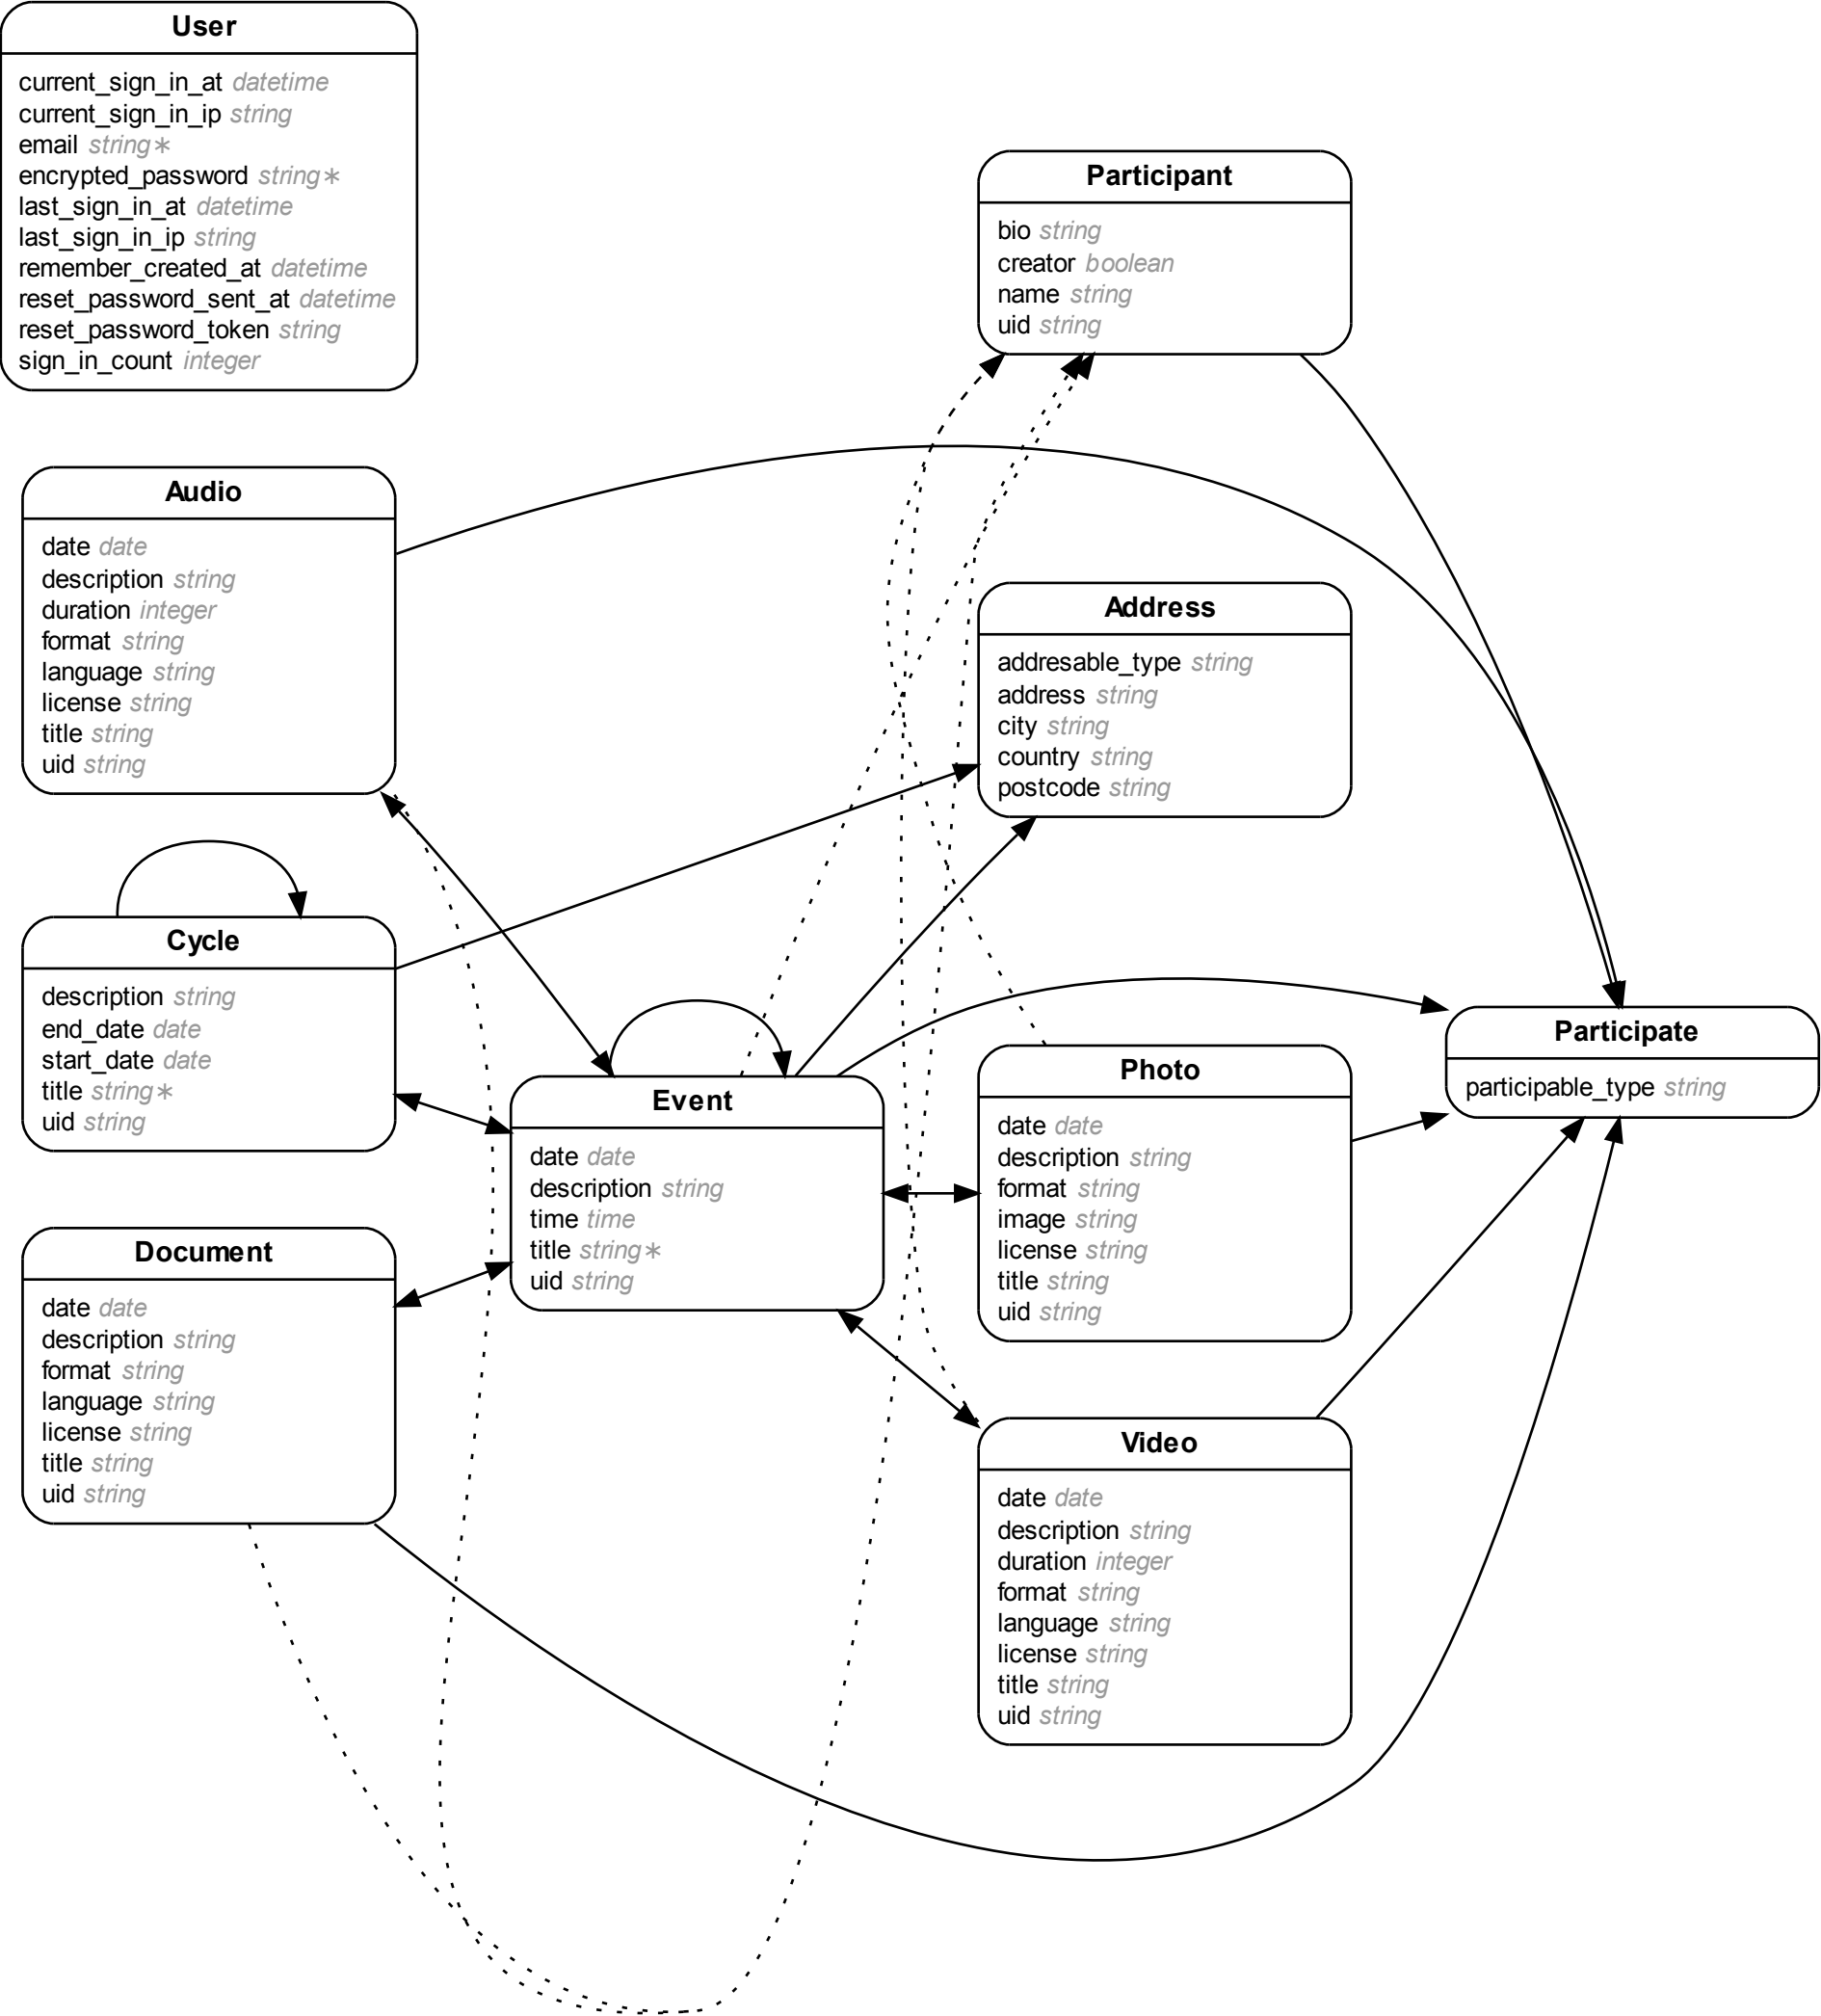 User
current_sign_in_at datetime
current_sign_in_ip string
email string∗
encrypted_password string∗
last_sign_in_at datetime
last_sign_in_ip string
remember_created_at datetime
reset_password_sent_at datetime
reset_password_token string
sign_in_count integer
Participant
bio string
creator boolean
name string
uid string
Audio
date date
description string
duration integer
format string
language string
license string
title string
uid string
Address
addresable_type string
address string
city string
country string
postcode string
Cycle
description string
end_date date
start_date date
title string∗
uid string
Event
date date
description string
time time
title string∗
uid string
Photo
date date
description string
format string
image string
license string
title string
uid string
Participate
participable_type string
Document
date date
description string
format string
language string
license string
title string
uid string
Video
date date
description string
duration integer
format string
language string
license string
title string
uid string